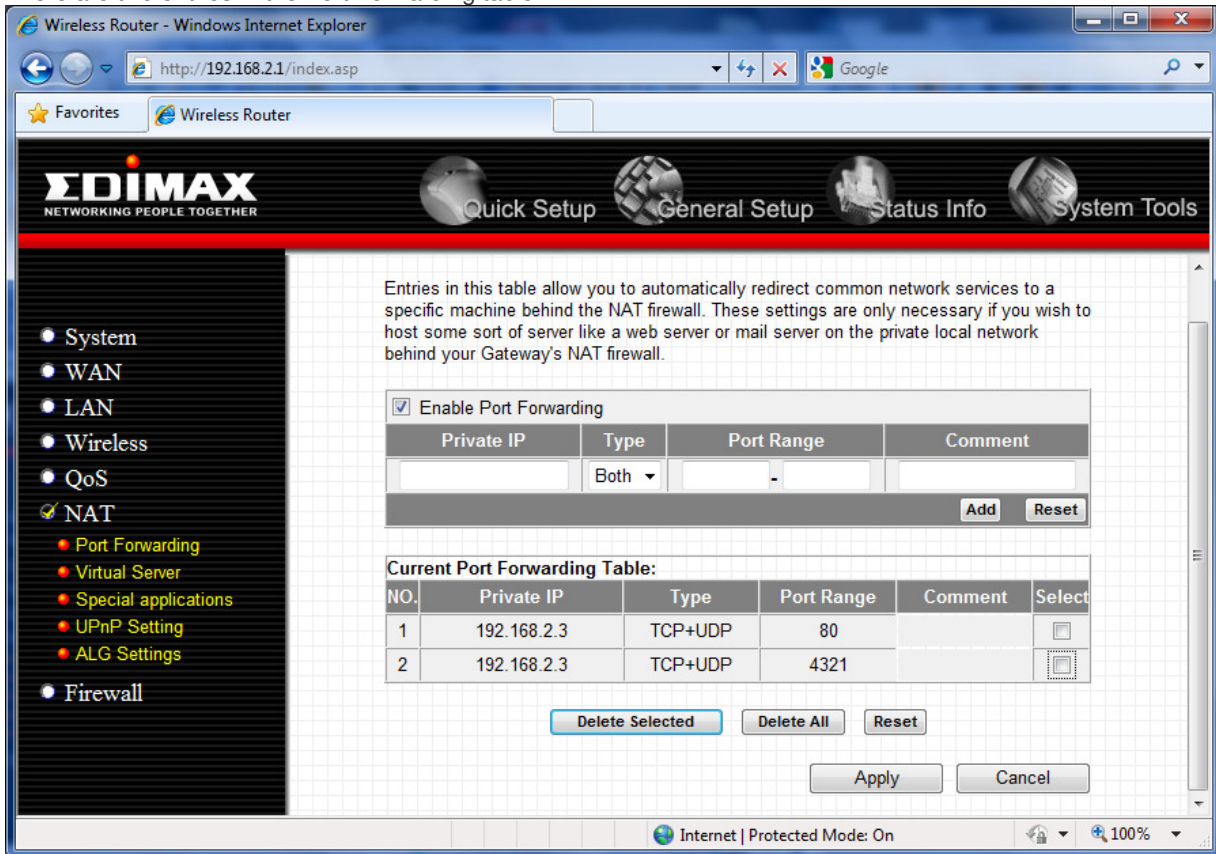 Wireless Router - Windows Internet Explorer
http://192.168.2.1/index.asp
Google
Favorites
Wireless Router
EDIMAX
NETWORKING PEOPLE TOGETHER
Quick Setup
General Setup
Status Info
System Tools
System
WAN
LAN
Wireless
QoS
NAT
Port Forwarding
Virtual Server
Special applications
UPnP Setting
ALG Settings
Firewall
Entries in this table allow you to automatically redirect common network services to a
specific machine behind the NAT firewall. These settings are only necessary if you wish to
host some sort of server like a web server or mail server on the private local network
behind your Gateway's NAT firewall.
Enable Port Forwarding
Private IP Type Port Range Comment
Both -
Add Reset
Current Port Forwarding Table:
NO. Private IP Type Port Range Comment Select
1 192.168.2.3 TCP+UDP 80
2 192.168.2.3 TCP+UDP 4321
Delete Selected Delete All Reset
Apply Cancel
Internet | Protected Mode: On 100%